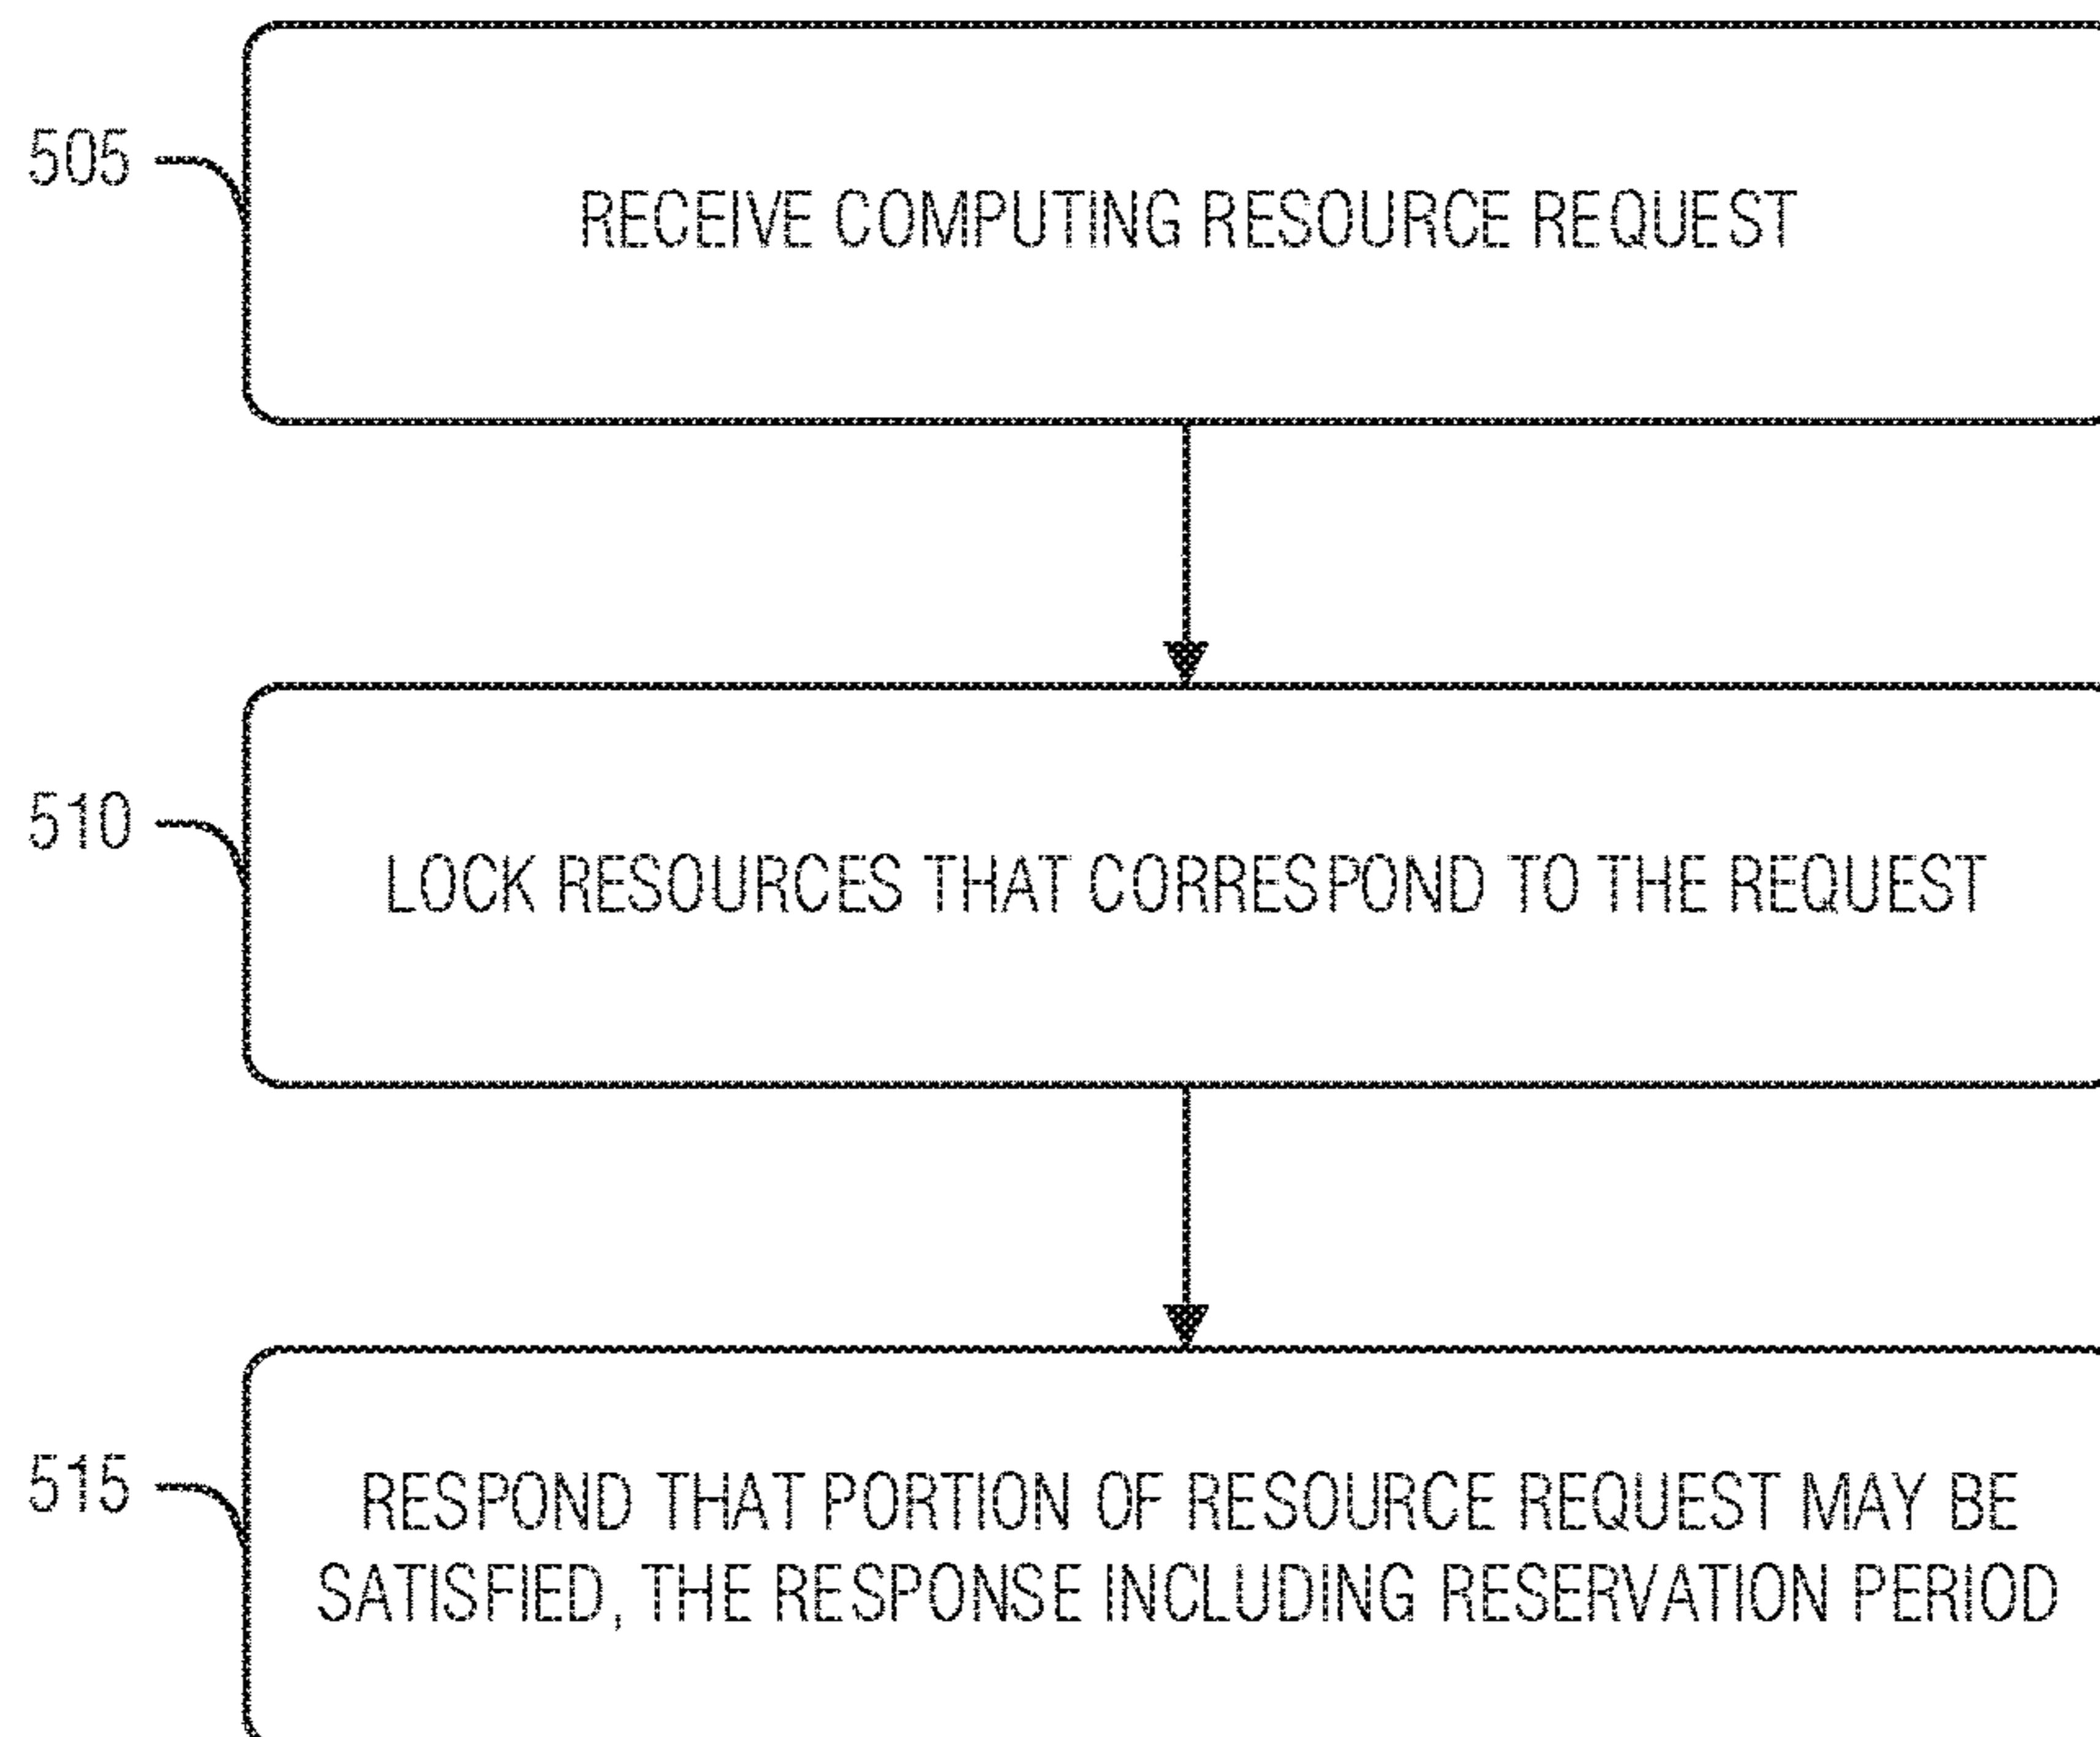 505
RECEIVE COMPUTING RESOURCE REQUEST
510
LOCK RESOURCES THAT CORRESPOND TO THE REQUEST
515
RESPOND THAT PORTION OF RESOURCE REQUEST MAY BE
SATISFIED, THE RESPONSE INCLUDING RESERVATION PERIOD